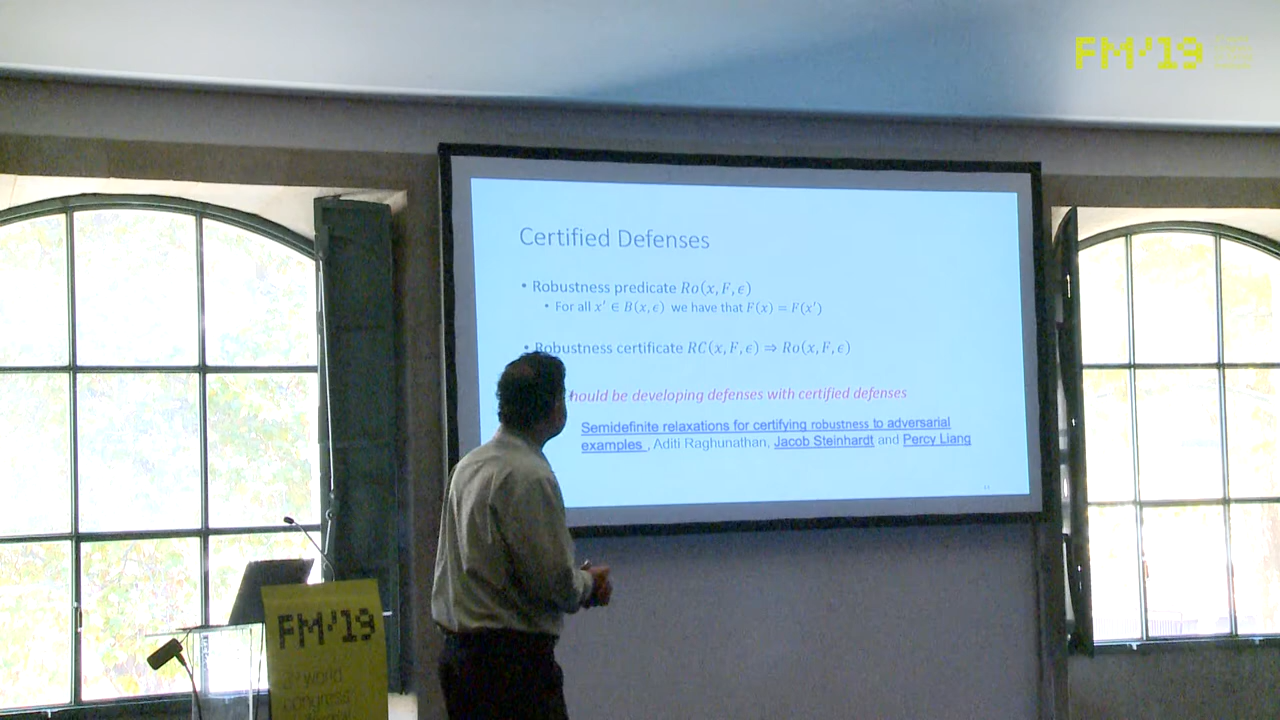 FM'19
Certified Defenses
• Robustness predicate Ro(x, F, ϵ)
• For all x′ ∈ B(x, ϵ) we have that F(x) = F(x′)
• Robustness certificate RC(x, F, ϵ) ⇒ Ro(x, F, ϵ)
should be developing defenses with certified defenses
Semidefinite relaxations for certifying robustness to adversarial
examples , Aditi Raghunathan, Jacob Steinhardt and Percy Liang
FM'19
3rd world
congress